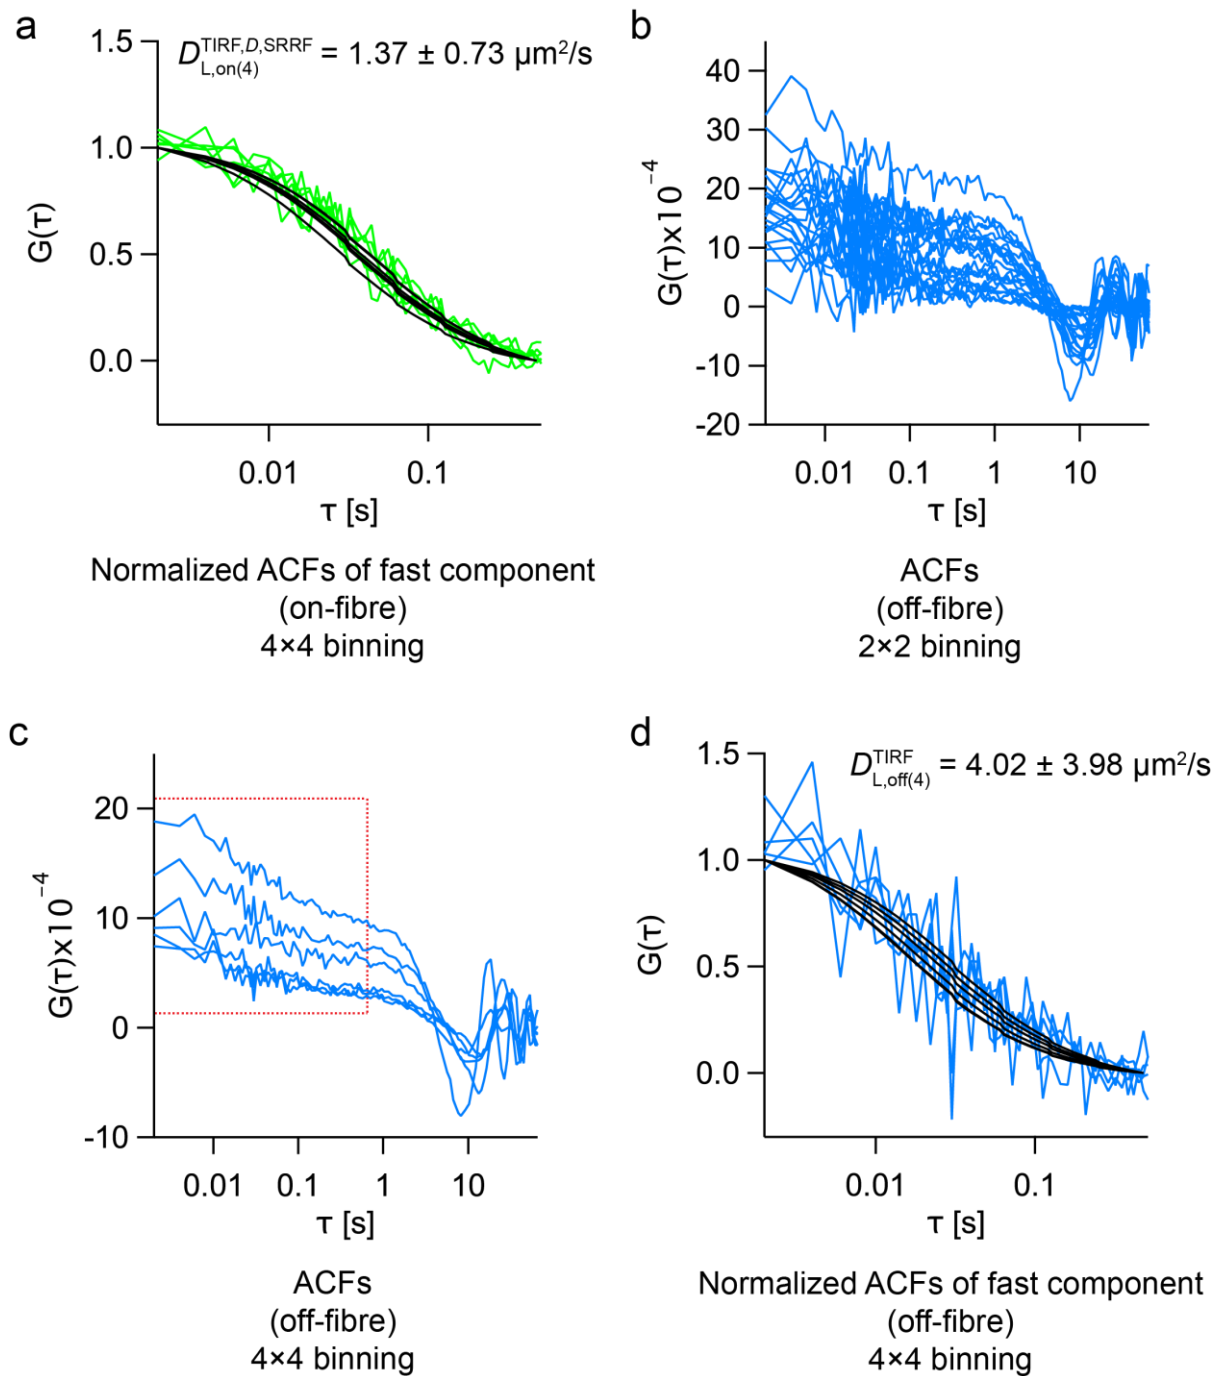 a
D_{L,on(4)}^{TIRF,D,SRRF} = 1.37 ± 0.73 μm²/s
1.5
1.0
0.5
0.0
G(τ)
0.01 0.1
τ [s]
Normalized ACFs of fast component
(on-fibre)
4×4 binning
b
40
30
20
10
0
-10
-20
G(τ)x10⁻⁴
0.01 0.1 1 10
τ [s]
ACFs
(off-fibre)
2×2 binning
c
20
10
0
-10
G(τ)x10⁻⁴
0.01 0.1 1 10
τ [s]
ACFs
(off-fibre)
4×4 binning
d
D_{L,off(4)}^{TIRF} = 4.02 ± 3.98 μm²/s
1.5
1.0
0.5
0.0
G(τ)
0.01 0.1
τ [s]
Normalized ACFs of fast component
(off-fibre)
4×4 binning